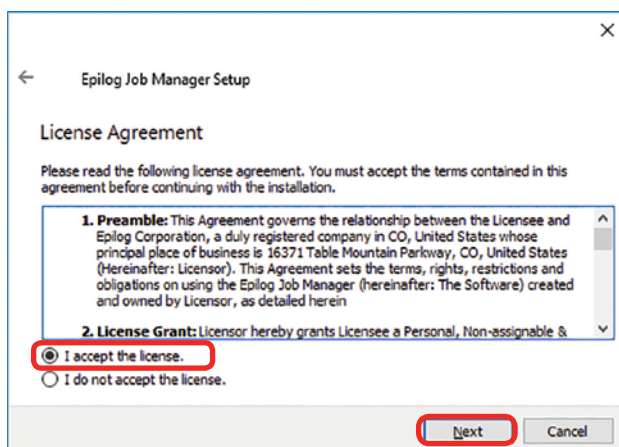 Epilog Job Manager Setup
License Agreement
Please read the following license agreement. You must accept the terms contained in this
agreement before continuing with the installation.
1. Preamble: This Agreement governs the relationship between the Licensee and
Epilog Corporation, a duly registered company in CO, United States whose
principal place of business is 16371 Table Mountain Parkway, CO, United States
(Hereinafter: Licensor). This Agreement sets the terms, rights, restrictions and
obligations on using the Epilog Job Manager (hereinafter: The Software) created
and owned by Licensor, as detailed herein
2. License Grant: Licensor hereby grants Licensee a Personal, Non-assignable &
I accept the license.
I do not accept the license.
Next Cancel